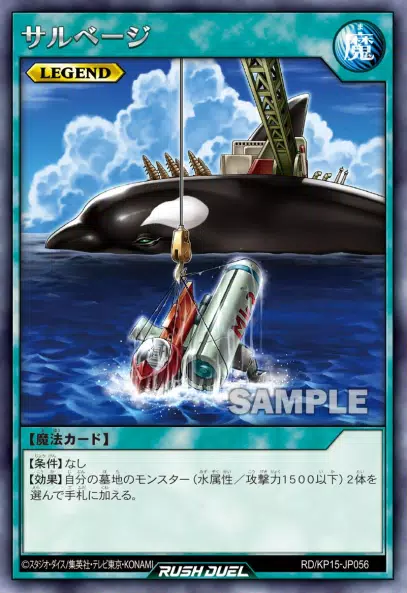 サルベージ
魔
LEGEND
ML-2
SAMPLE
【魔法カード】
【条件】なし
【効果】自分の墓地のモンスター(水属性/攻撃力1500以下)2体を
選んで手札に加える。
©スタジオ・ダイス/集英社・テレビ東京・KONAMI
RUSH DUEL
RD/KP15-JP056